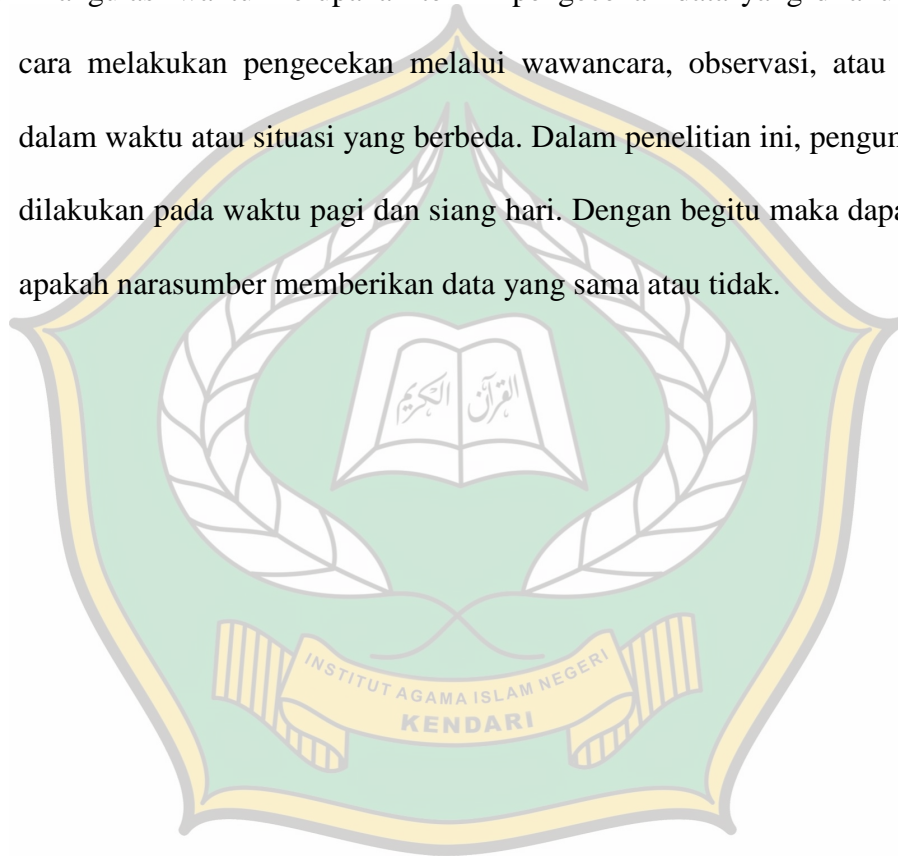 cara melakukan pengecekan melalui wawancara, observasi, atau
dalam waktu atau situasi yang berbeda. Dalam penelitian ini,
dilakukan pada waktu pagi dan siang hari. Dengan begitu maka
apakah narasumber memberikan data yang sama atau tidak.
القرآن الكريم
INSTITUT AGAMA ISLAM NEGERI
KENDARI